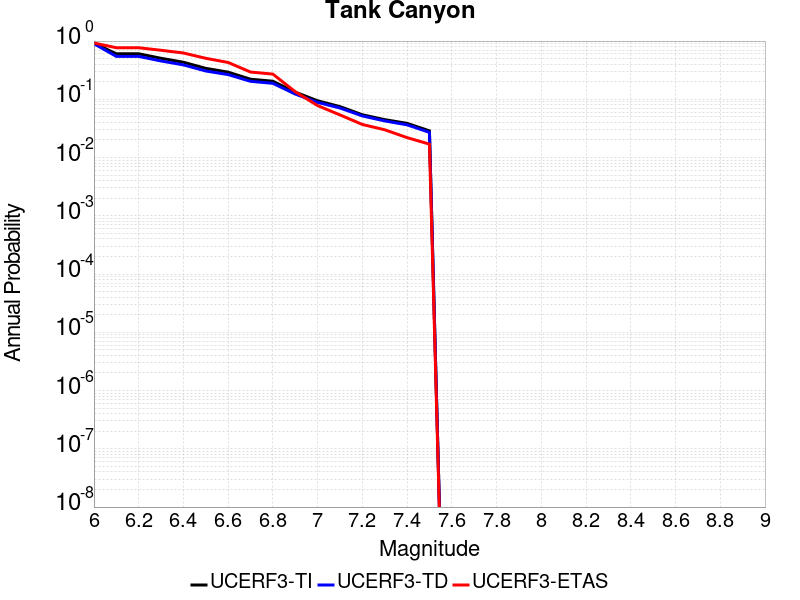 Tank Canyon
10^0
10^-1
10^-2
10^-3
10^-4
10^-5
10^-6
10^-7
10^-8
Annual Probability
6 6.2 6.4 6.6 6.8 7 7.2 7.4 7.6 7.8 8 8.2 8.4 8.6 8.8 9
Magnitude
UCERF3-TI UCERF3-TD UCERF3-ETAS